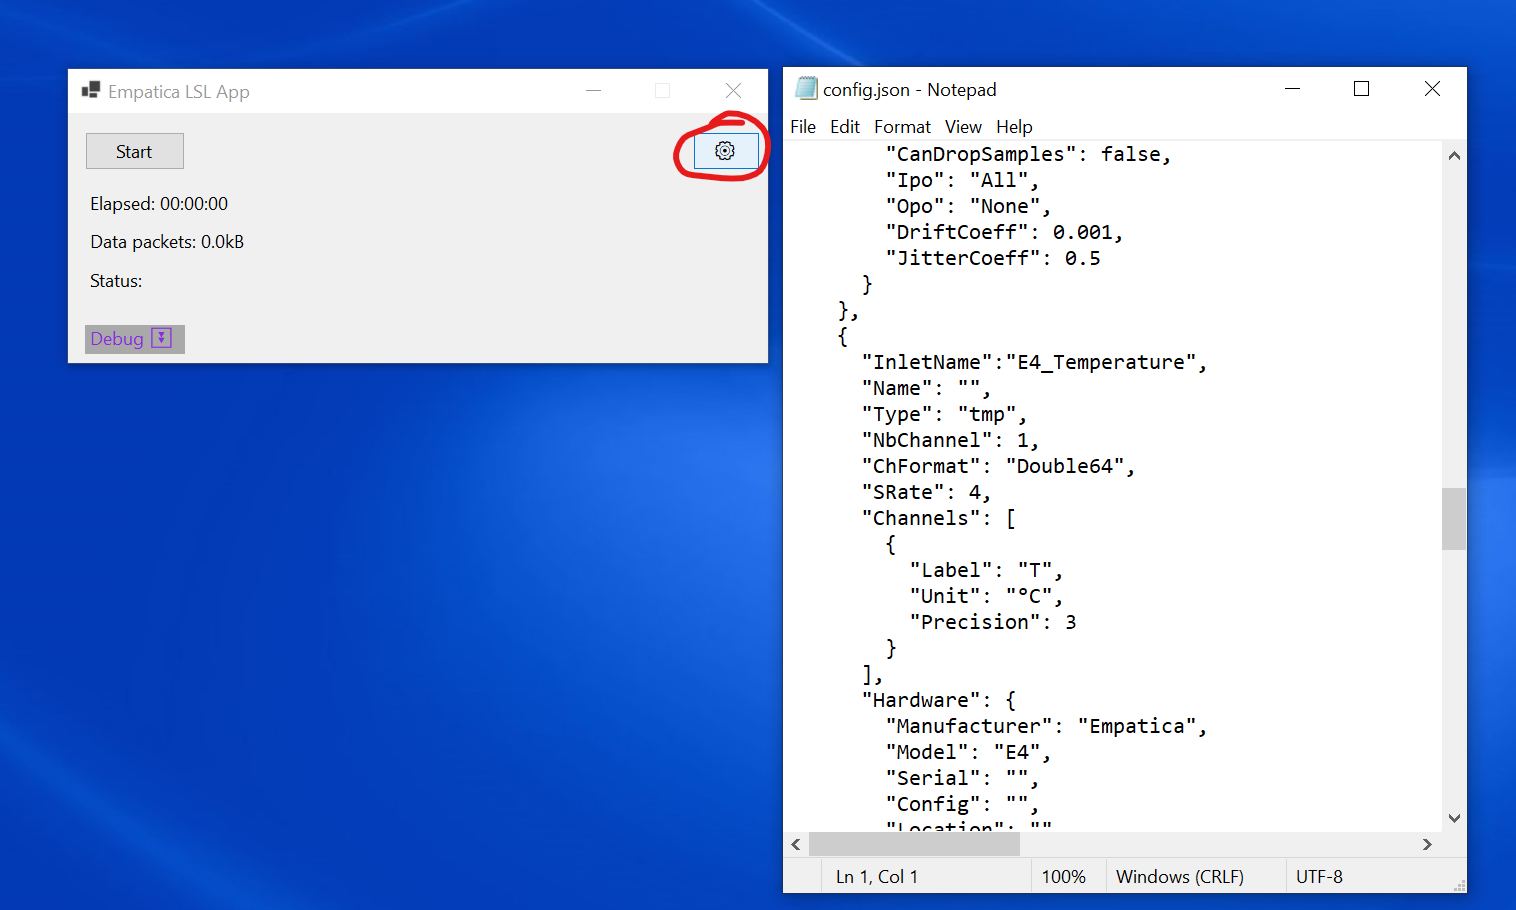 Empatica LSL App
Start
Elapsed: 00:00:00
Data packets: 0.0kB
Status:
Debug
config.json - Notepad
File Edit Format View Help
"CanDropSamples": false,
"Ipo": "All",
"Opo": "None",
"DriftCoeff": 0.001,
"JitterCoeff": 0.5
}
},
{
"InletName":"E4_Temperature",
"Name": "",
"Type": "tmp",
"NbChannel": 1,
"ChFormat": "Double64",
"SRate": 4,
"Channels": [
{
"Label": "T",
"Unit": "°C",
"Precision": 3
}
],
"Hardware": {
"Manufacturer": "Empatica",
"Model": "E4",
"Serial": "",
"Config": "",
"Location": ""
Ln 1, Col 1 100% Windows (CRLF) UTF-8